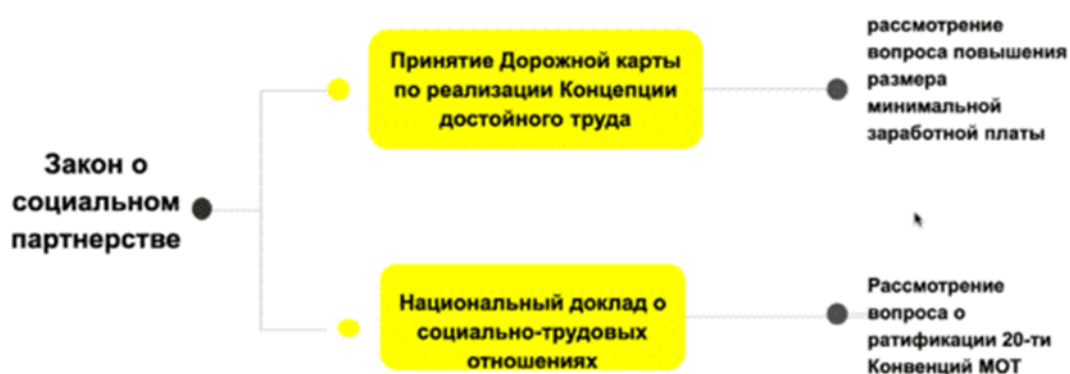 Закон о
социальном
партнерстве
Принятие Дорожной карты
по реализации Концепции
достойного труда
рассмотрение
вопроса повышения
размера
минимальной
заработной платы
Национальный доклад о
социально-трудовых
отношениях
Рассмотрение
вопроса о
ратификации 20-ти
Конвенций МОТ